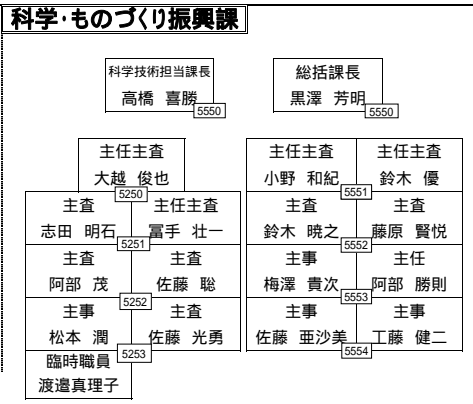 科学・ものづくり振興課
科学技術担当課長 総括課長
高橋 喜勝 黒澤 芳明
5550 5550
主任主査 主任主査 主任主査
大越 俊也 小野 和紀 鈴木 優
5250 5551
主査 主任主査 主査 主査
志田 明石 冨手 壮一 鈴木 暁之 藤原 賢悦
5251 5552
主査 主査 主事 主任
阿部 茂 佐藤 聡 梅澤 貴次 阿部 勝則
5252 5553
主事 主査 主事 主事
松本 潤 佐藤 光勇 佐藤 亜沙美 工藤 健二
5253 5554
臨時職員
渡邉真理子